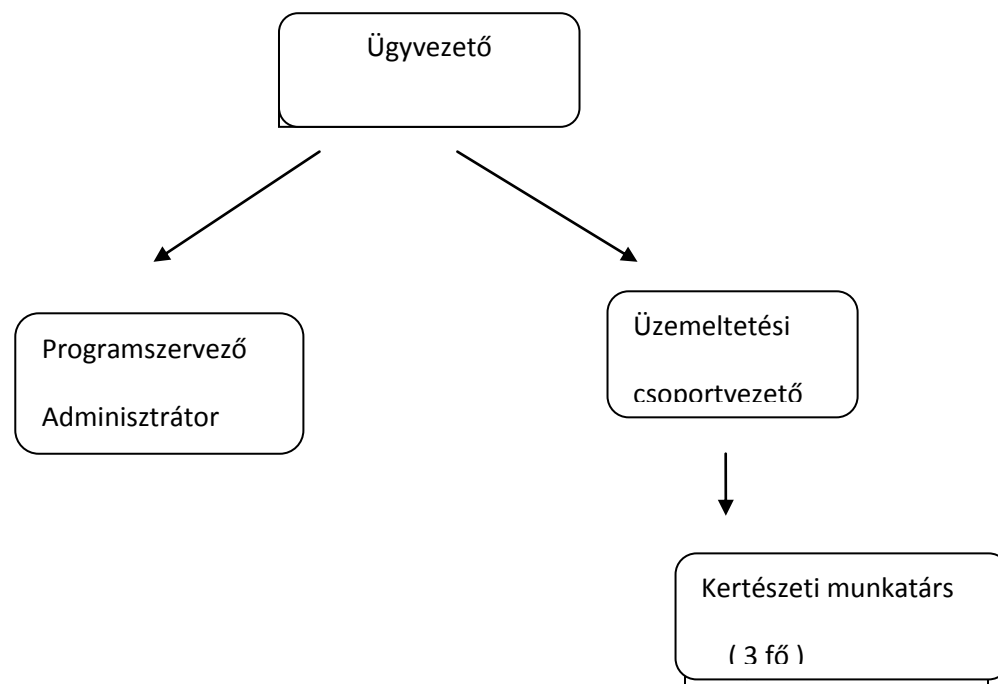 Ügyvezető
Programszervező
Adminisztrátor
Üzemeltetési
csoportvezető
Kertészeti munkatárs
( 3 fő )